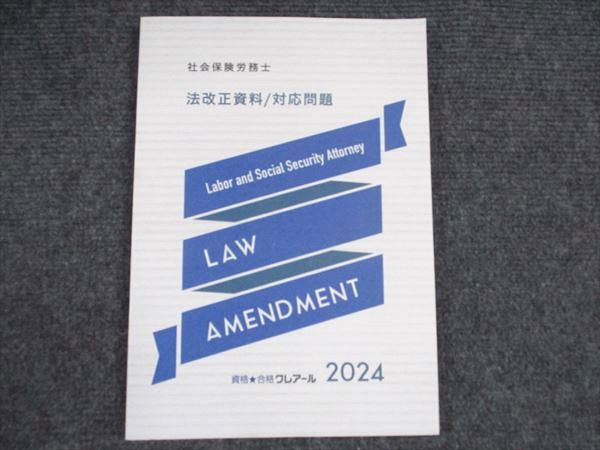 社会保険労務士
法改正資料/対応問題
Labor and Social Security Attorney
LAW
AMENDMENT
資格★合格クレアール 2024